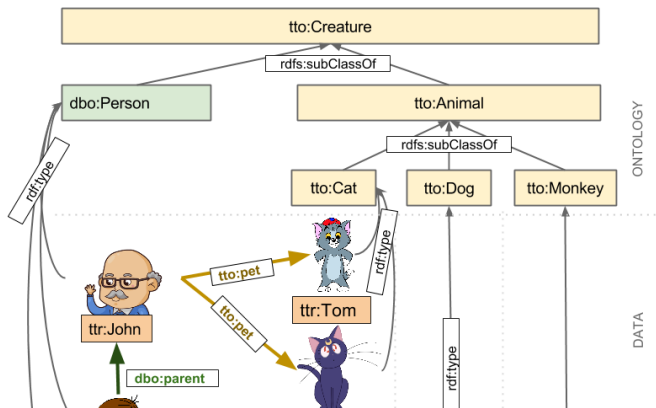 tto:Creature
rdfs:subClassOf
dbo:Person
tto:Animal
ONTOLOGY
rdfs:subClassOf
rdf:type
tto:Cat
tto:Dog
tto:Monkey
rdf:type
tto:pet
ttr:Tom
tto:pet
ttr:John
DATA
rdf:type
dbo:parent